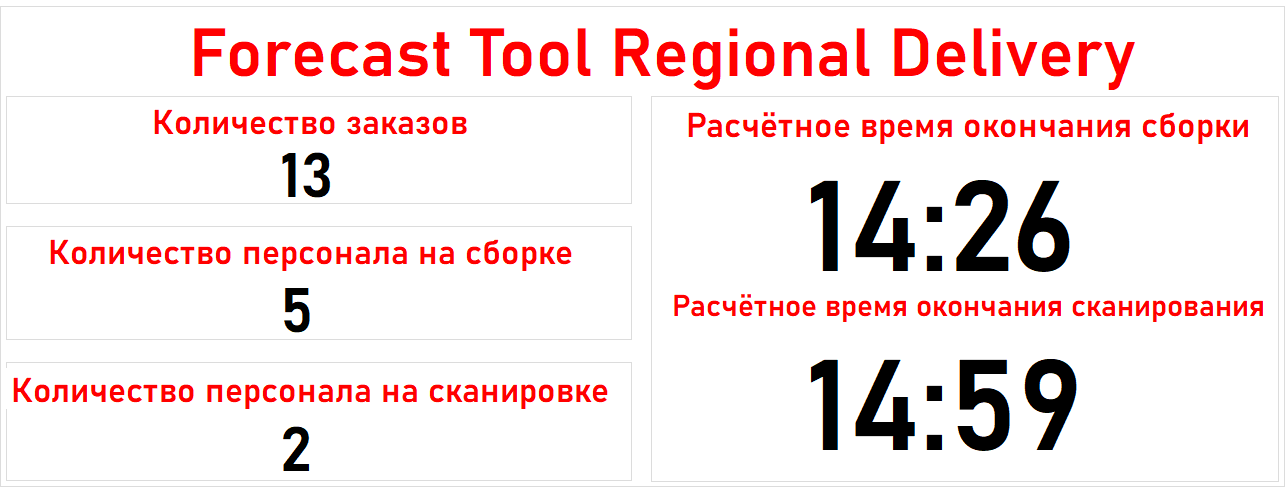 Forecast Tool Regional Delivery
Количество заказов
13
Количество персонала на сборке
5
Количество персонала на сканировке
2
Расчётное время окончания сборки
14:26
Расчётное время окончания сканирования
14:59